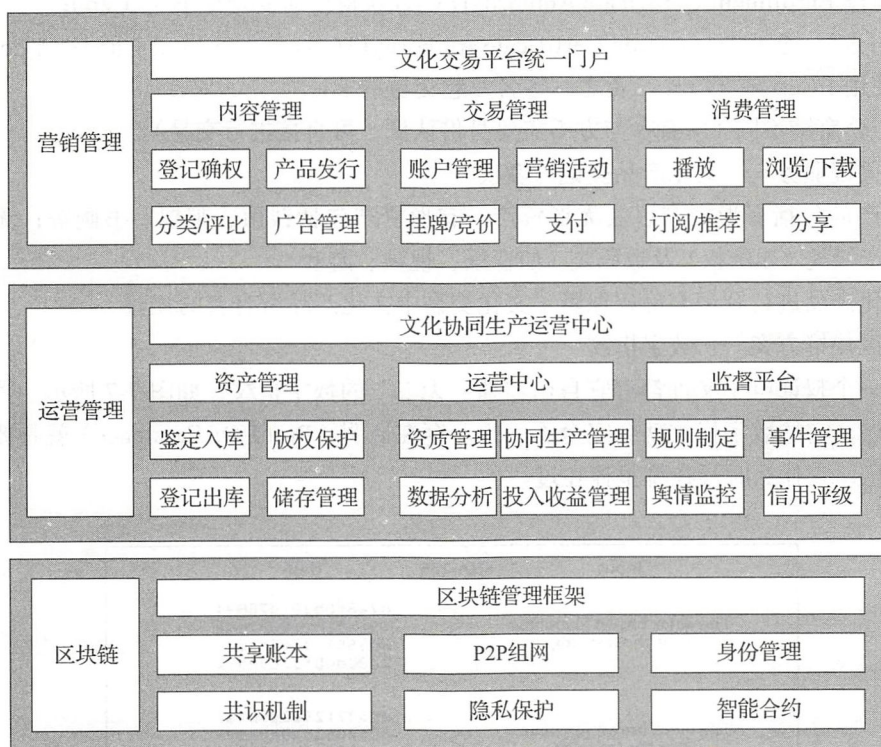 文化交易平台统一门户
营销管理
内容管理 交易管理 消费管理
登记确权 产品发行 账户管理 营销活动 播放 浏览/下载
分类/评比 广告管理 挂牌/竞价 支付 订阅/推荐 分享
文化协同生产运营中心
运营管理
资产管理 运营中心 监督平台
鉴定入库 版权保护 资质管理 协同生产管理 规则制定 事件管理
登记出库 储存管理 数据分析 投入收益管理 舆情监控 信用评级
区块链管理框架
区块链
共享账本 P2P组网 身份管理
共识机制 隐私保护 智能合约